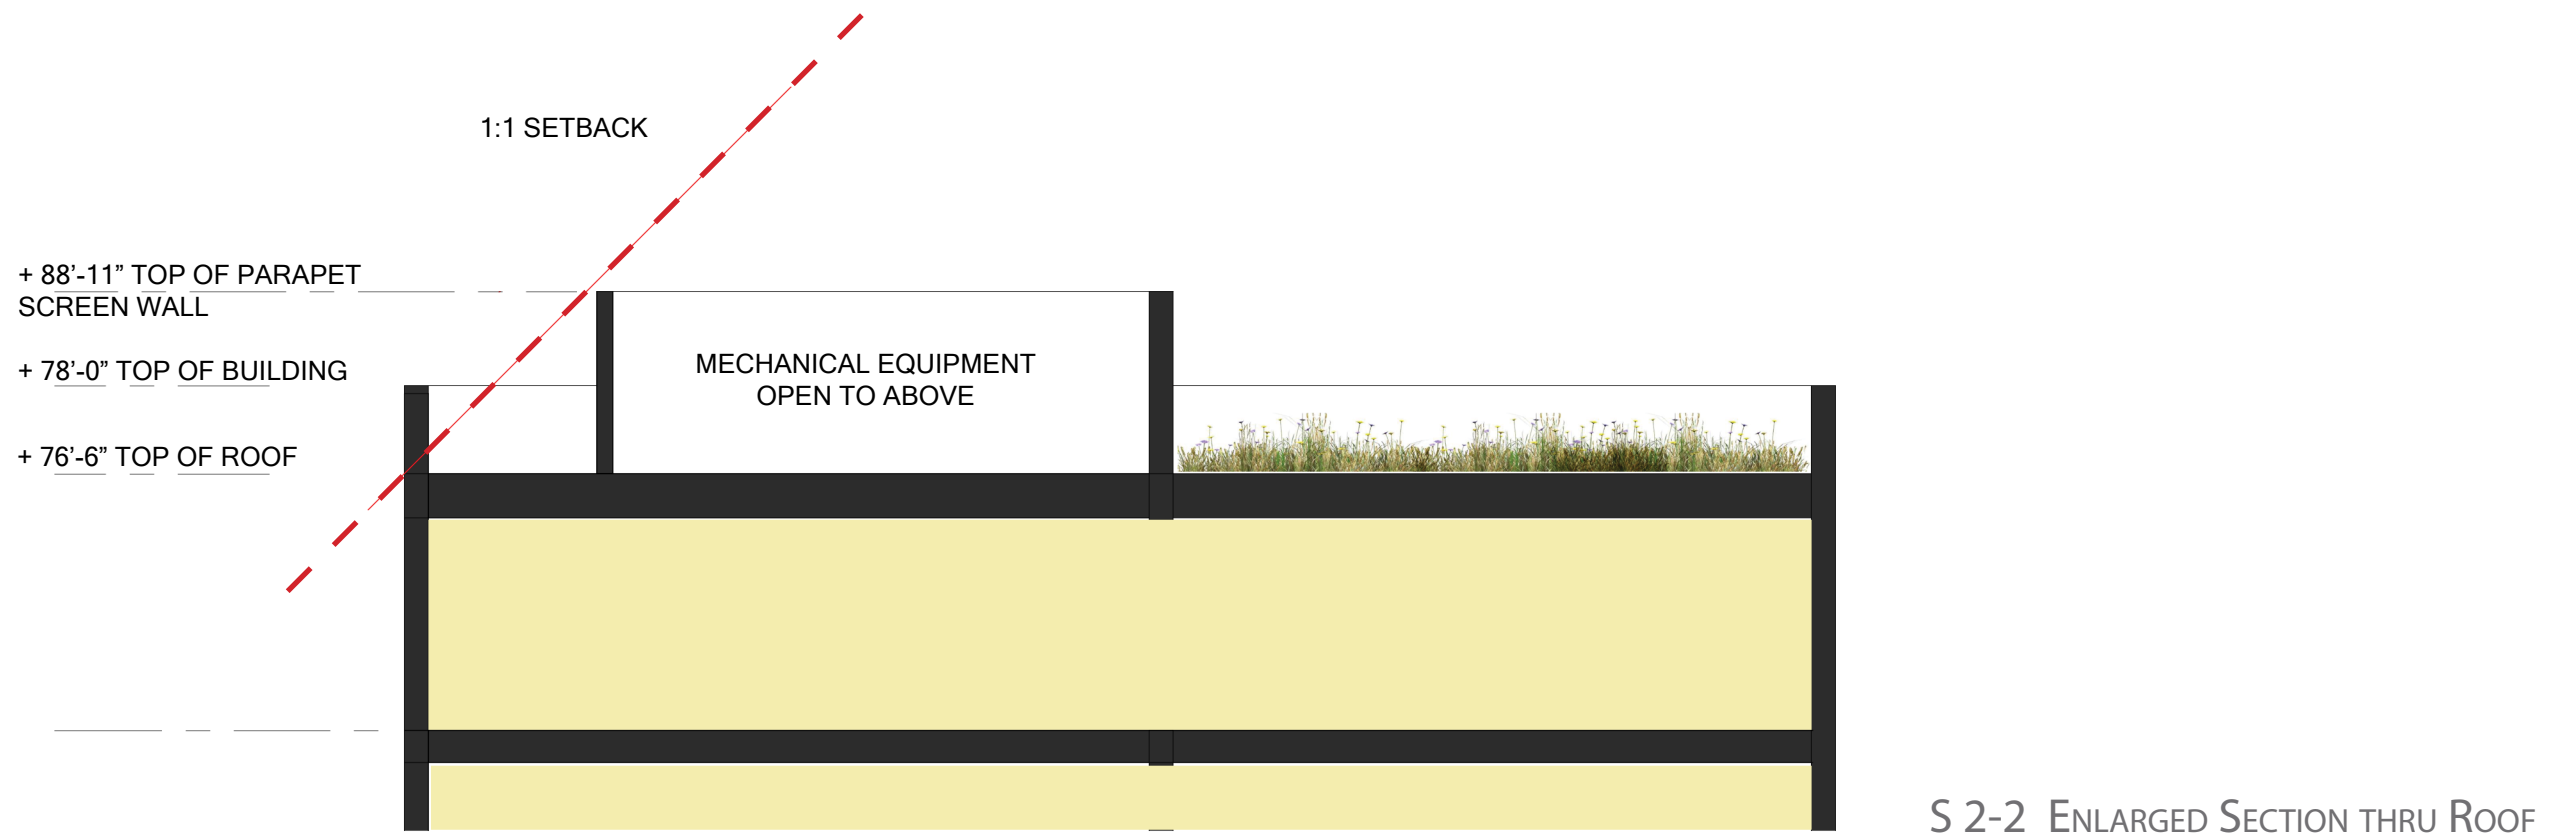 1:1 SETBACK
+ 88’-11” TOP OF PARAPET
SCREEN WALL
+ 78’-0” TOP OF BUILDING
+ 76’-6” TOP OF ROOF
MECHANICAL EQUIPMENT
OPEN TO ABOVE
S 2-2 ENLARGED SECTION THRU ROOF